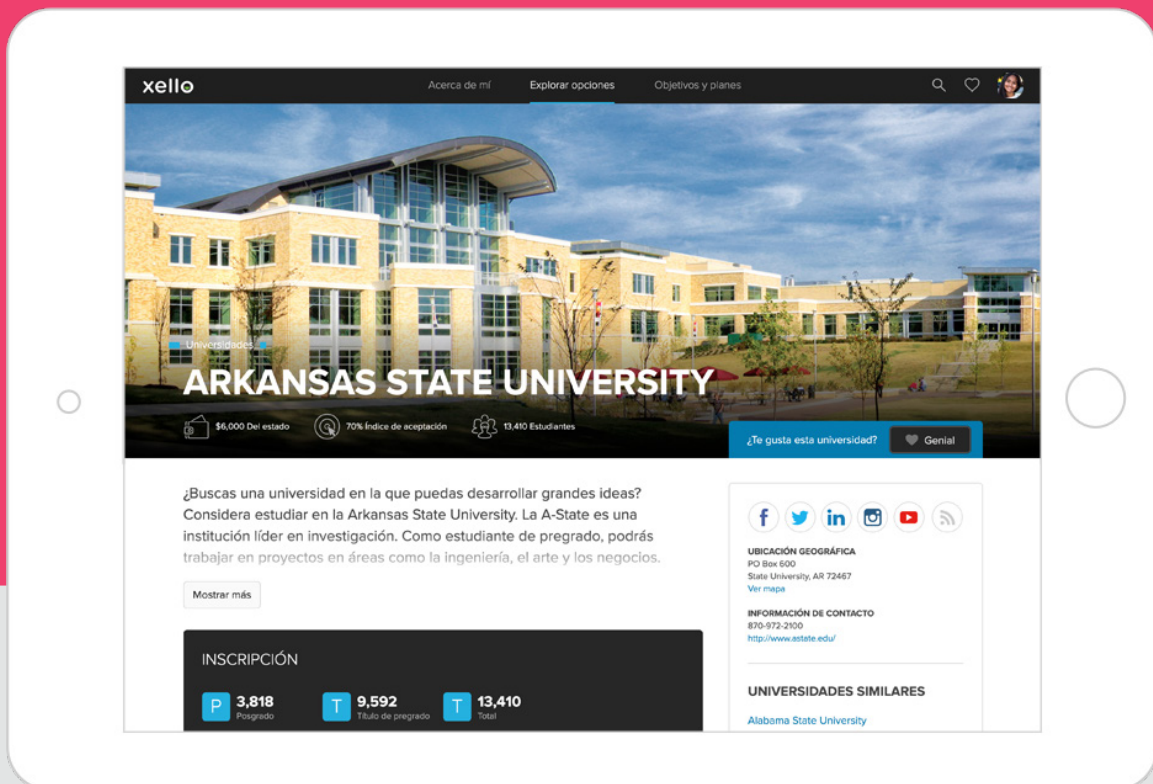 xello
Acerca de mí
Explorar opciones
Objetivos y planes
Universidades
ARKANSAS STATE UNIVERSITY
$6,000 Del estado
70% Índice de aceptación
13,410 Estudiantes
¿Te gusta esta universidad?
Genial
¿Buscas una universidad en la que puedas desarrollar grandes ideas?
Considera estudiar en la Arkansas State University. La A-State es una
institución líder en investigación. Como estudiante de pregrado, podrás
trabajar en proyectos en áreas como la ingeniería, el arte y los negocios.
Mostrar más
INSCRIPCIÓN
P 3,818
Posgrado
T 9,592
Título de pregrado
T 13,410
Total
UBICACIÓN GEOGRÁFICA
PO Box 600
State University, AR 72467
Ver mapa
INFORMACIÓN DE CONTACTO
870-972-2100
http://www.astate.edu/
UNIVERSIDADES SIMILARES
Alabama State University